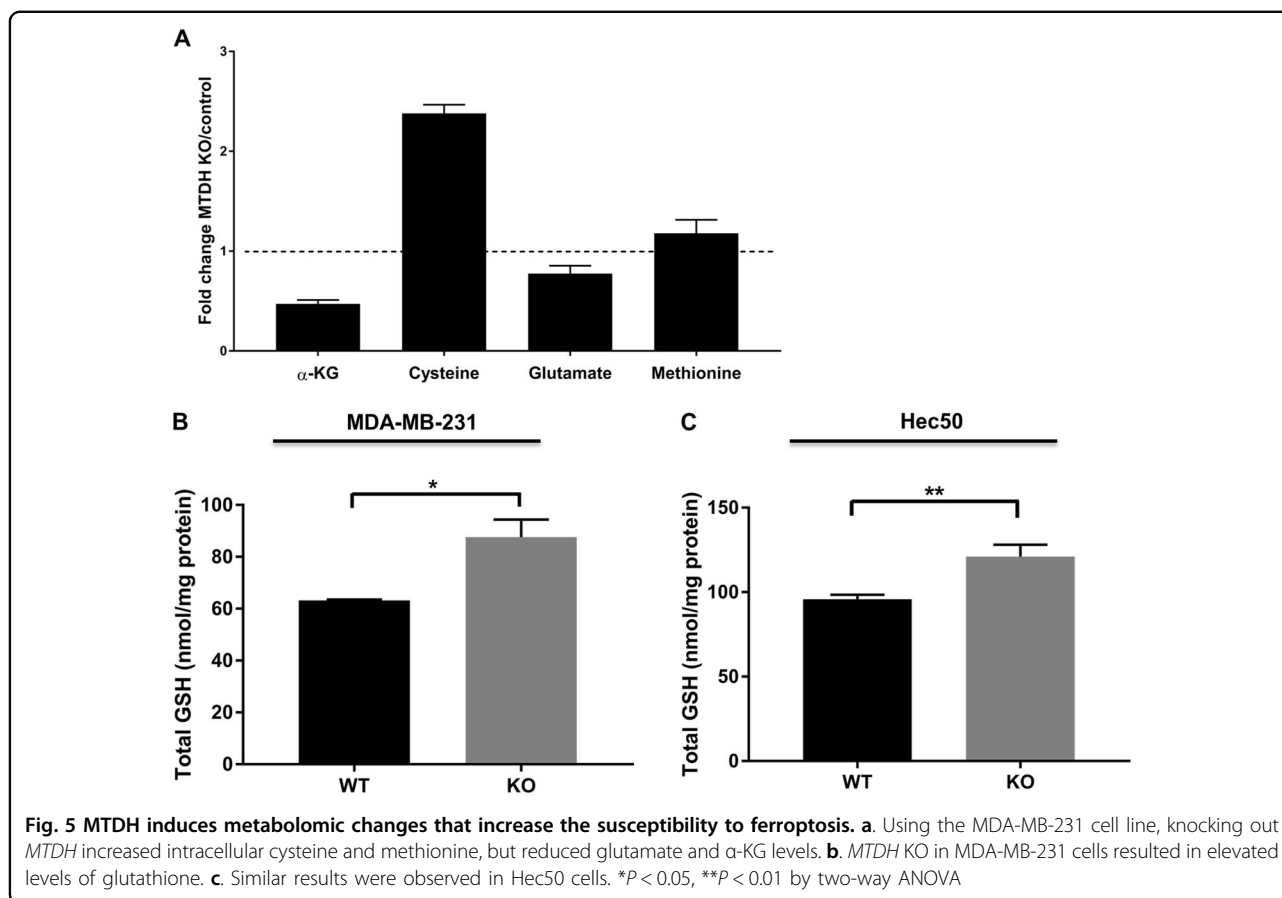 A
Fold change MTDH KO/control
3
2
1
0
α-KG Cysteine Glutamate Methionine
B
MDA-MB-231
Total GSH (nmol/mg protein)
100
80
60
40
20
0
*
WT KO
C
Hec50
Total GSH (nmol/mg protein)
150
100
50
0
**
WT KO
Fig. 5 MTDH induces metabolomic changes that increase the susceptibility to ferroptosis. a. Using the MDA-MB-231 cell line, knocking out
MTDH increased intracellular cysteine and methionine, but reduced glutamate and α-KG levels. b. MTDH KO in MDA-MB-231 cells resulted in elevated
levels of glutathione. c. Similar results were observed in Hec50 cells. *P < 0.05, **P < 0.01 by two-way ANOVA